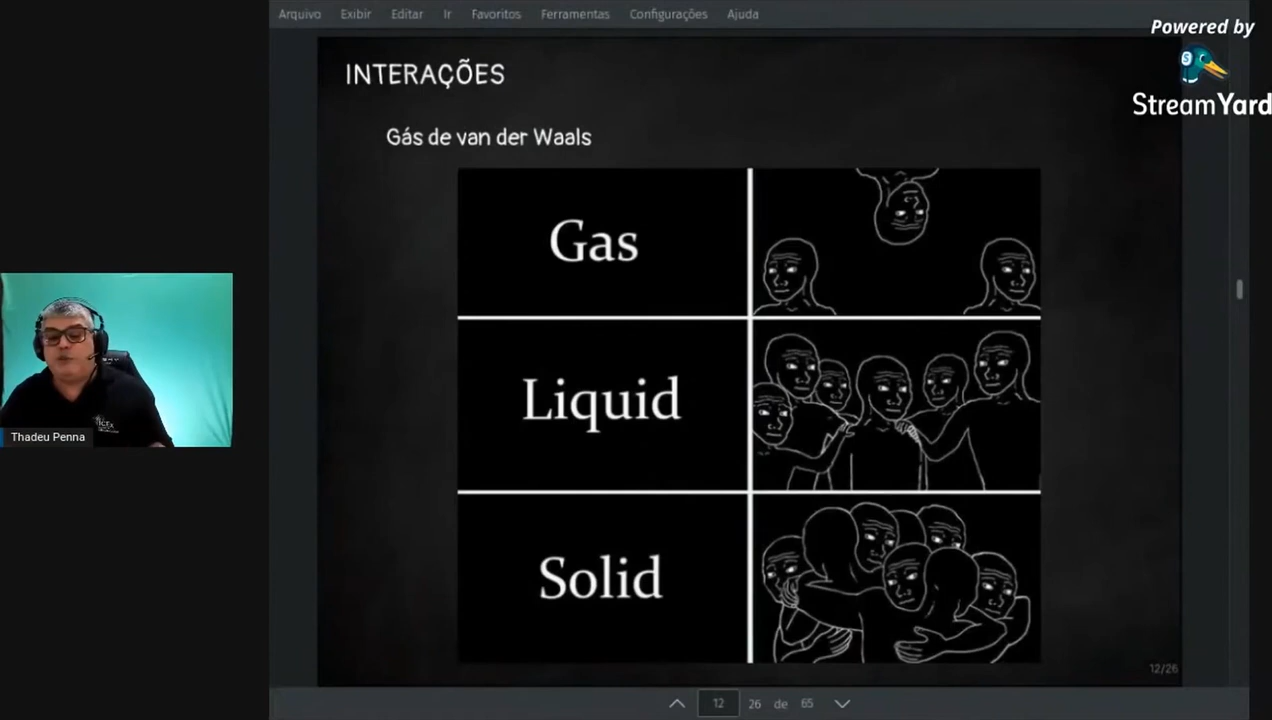 Arquivo Exibir Editar Ir Favoritos Ferramentas Configurações Ajuda
Powered by
StreamYard
INTERAÇÕES
Gás de van der Waals
Gas
Liquid
Solid
Thadeu Penna
12/26
12 26 de 65